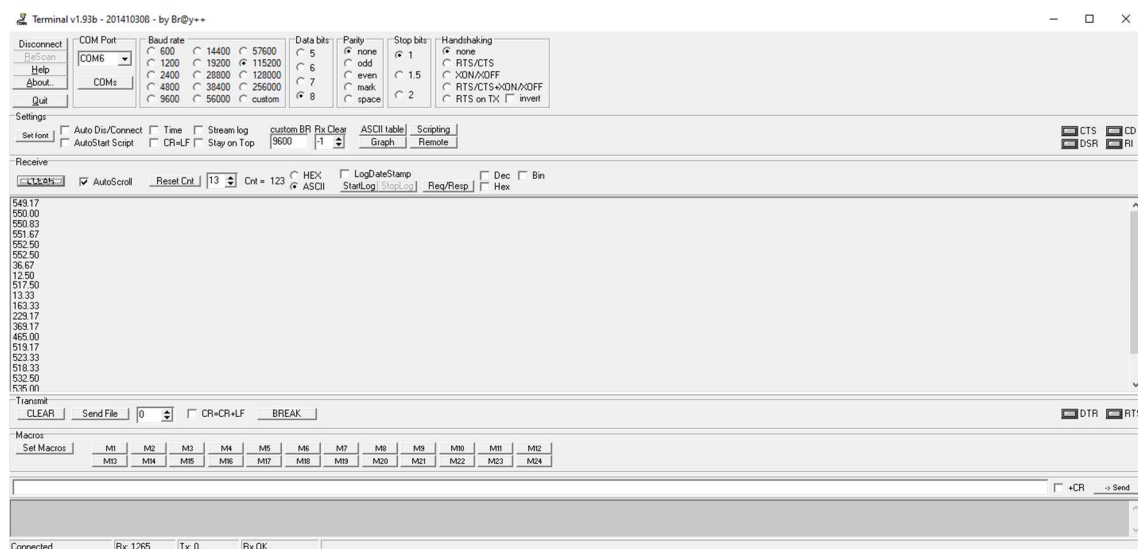 Terminal v1.93b - 20141030ß - by Br@y++
Disconnect
ReScan
Help
About..
Quit
COM Port
COM6
COMs
Baud rate
600 14400 57600
1200 19200 115200
2400 28800 128000
4800 38400 256000
9600 56000 custom
Data bits
5
6
7
8
Parity
none
odd
even
mark
space
Stop bits
1
1.5
2
Handshaking
none
RTS/CTS
XON/XOFF
RTS/CTS+XON/XOFF
RTS on TX invert
Settings
Set font
Auto Dis/Connect Time Stream log custom BR Rx Clear ASCII table Scripting
AutoStart Script CR=LF Stay on Top 9600 -1 Graph Remote
CTS CD
DSR RI
Receive
CLEAR AutoScroll Reset Cnt 13 Cnt = 123
HEX
ASCII
LogDateStamp
StartLog StopLog Req/Resp
Dec Bin
Hex
549.17
550.00
550.83
551.67
552.50
552.50
36.67
12.50
517.50
13.33
163.33
229.17
369.17
465.00
519.17
523.33
518.33
532.50
535.00
Transmit
CLEAR Send File 0 CR=CR+LF BREAK DTR RTS
Macros
Set Macros
M1 M2 M3 M4 M5 M6 M7 M8 M9 M10 M11 M12
M13 M14 M15 M16 M17 M18 M19 M20 M21 M22 M23 M24
+CR -> Send
Connected Rx: 1265 Tx: 0 Rx OK